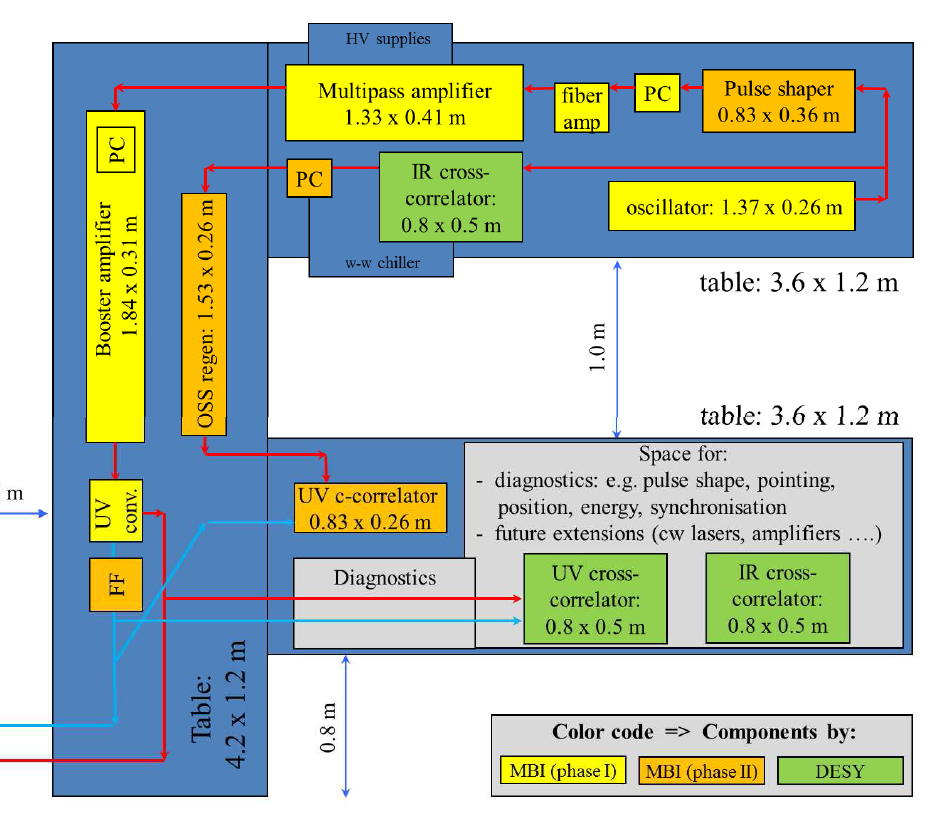 HV supplies
Multipass amplifier
1.33 x 0.41 m
fiber
amp
PC
Pulse shaper
0.83 x 0.36 m
PC
Booster amplifier
1.84 x 0.31 m
OSS regen: 1.53 x 0.26 m
PC
IR cross-
correlator:
0.8 x 0.5 m
oscillator: 1.37 x 0.26 m
w-w chiller
table: 3.6 x 1.2 m
1.0 m
table: 3.6 x 1.2 m
Space for:
- diagnostics: e.g. pulse shape, pointing,
position, energy, synchronisation
- future extensions (cw lasers, amplifiers ….)
m
UV
conv.
UV c-correlator
0.83 x 0.26 m
FF
Diagnostics
UV cross-
correlator:
0.8 x 0.5 m
IR cross-
correlator:
0.8 x 0.5 m
Table:
4.2 x 1.2 m
0.8 m
Color code => Components by:
MBI (phase I)
MBI (phase II)
DESY